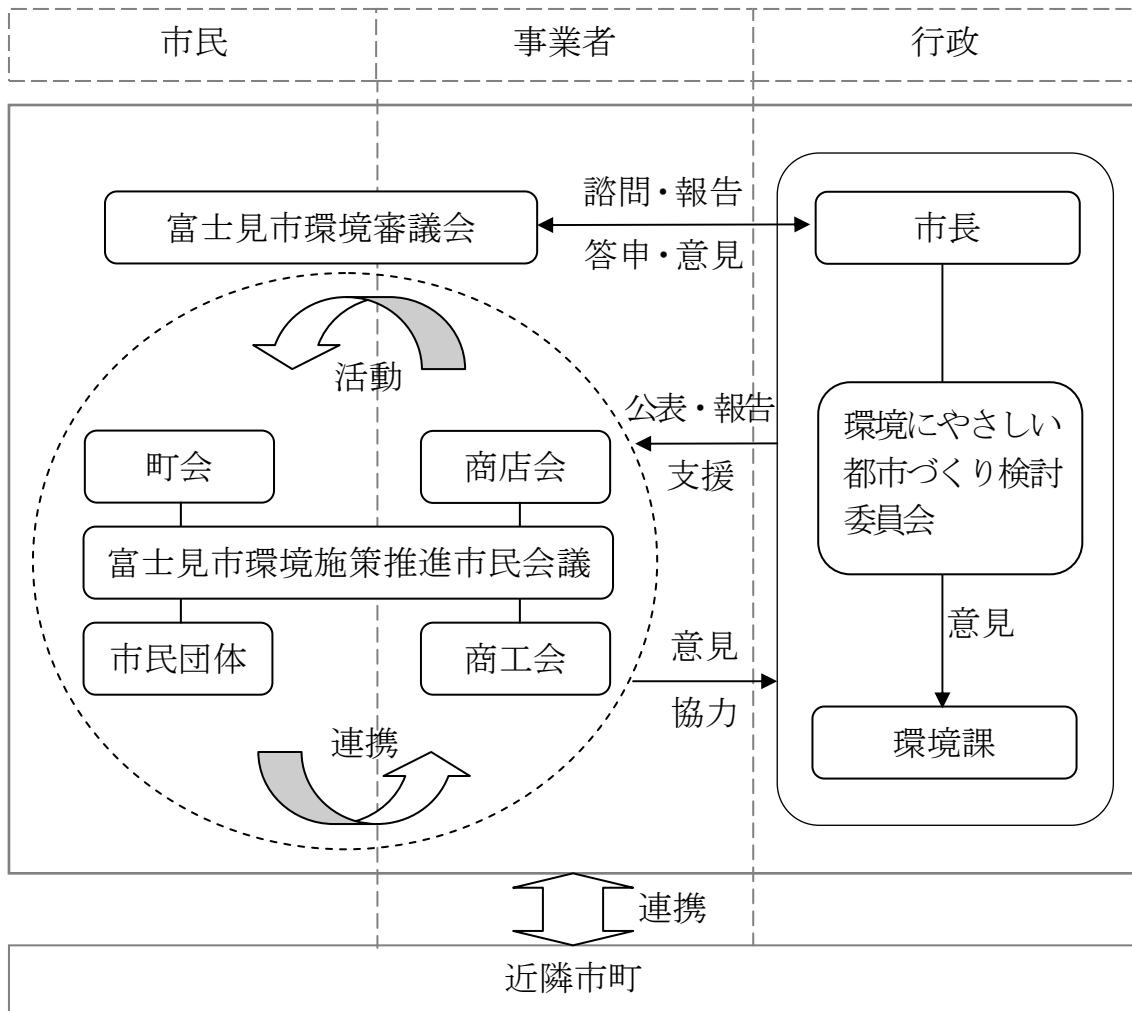 市民
事業者
行政
諮問・報告
富士見市環境審議会
市長
答申・意見
活動
公表・報告
環境にやさしい
都市づくり検討
委員会
町会
商店会
支援
富士見市環境施策推進市民会議
市民団体
商工会
意見
意見
協力
環境課
連携
連携
近隣市町